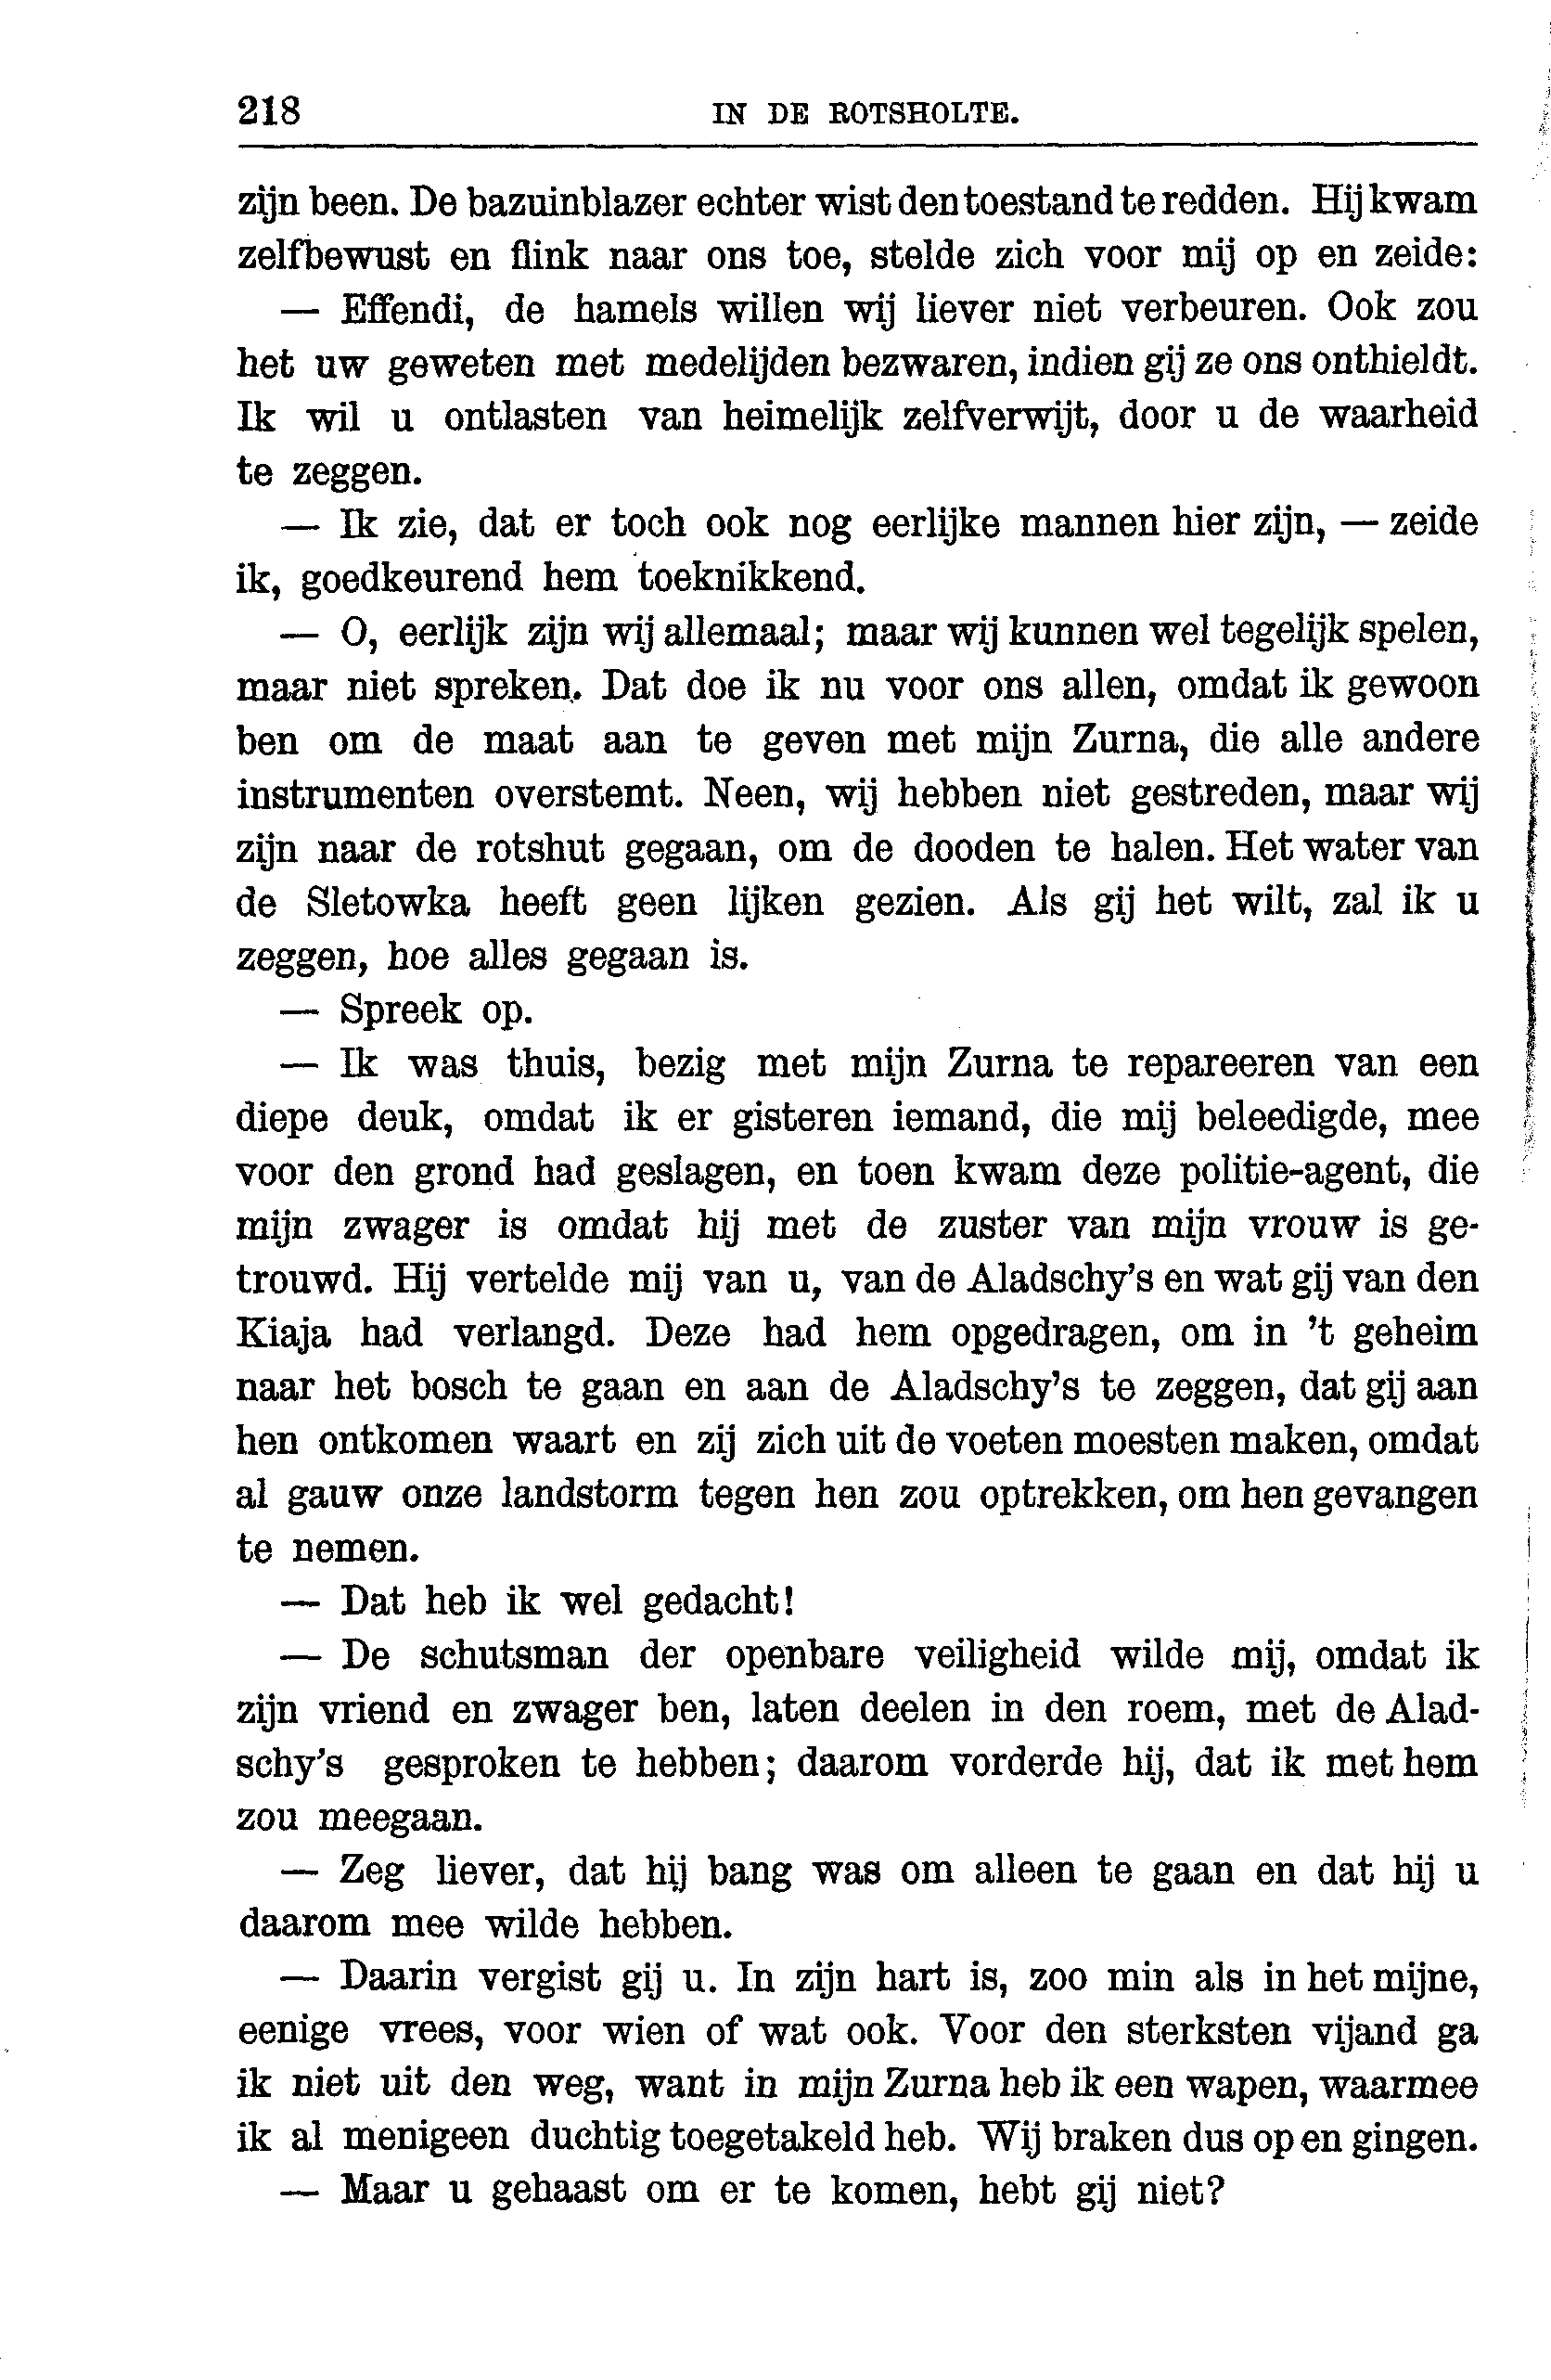 218 IN DE ROTSHOLTE.
zijn been. De bazuinblazer echter wist den toestand te redden. Hij kwam
zelfbewust en flink naar ons toe, stelde zich voor mij op en zeide:
— Effendi, de hamels willen wij liever niet verbeuren. Ook zou
het uw geweten met medelijden bezwaren, indien gij ze ons onthieldt.
Ik wil u ontlasten van heimelijk zelfverwijt, door u de waarheid
te zeggen.
— Ik zie, dat er toch ook nog eerlijke mannen hier zijn, — zeide
ik, goedkeurend hem toeknikkend.
— O, eerlijk zijn wij allemaal; maar wij kunnen wel tegelijk spelen,
maar niet spreken. Dat doe ik nu voor ons allen, omdat ik gewoon
ben om de maat aan te geven met mijn Zurna, die alle andere
instrumenten overstemt. Neen, wij hebben niet gestreden, maar wij
zijn naar de rotshut gegaan, om de dooden te halen. Het water van
de Sletowka heeft geen lijken gezien. Als gij het wilt, zal ik u
zeggen, hoe alles gegaan is.
— Spreek op.
— Ik was thuis, bezig met mijn Zurna te repareeren van een
diepe deuk, omdat ik er gisteren iemand, die mij beleedigde, mee
voor den grond had geslagen, en toen kwam deze politie-agent, die
mijn zwager is omdat hij met de zuster van mijn vrouw is ge-
trouwd. Hij vertelde mij van u, van de Aladschy's en wat gij van den
Kiaja had verlangd. Deze had hem opgedragen, om in 't geheim
naar het bosch te gaan en aan de Aladschy's te zeggen, dat gij aan
hen ontkomen waart en zij zich uit de voeten moesten maken, omdat
al gauw onze landstorm tegen hen zou optrekken, om hen gevangen
te nemen.
— Dat heb ik wel gedacht!
— De schutsman der openbare veiligheid wilde mij, omdat ik
zijn vriend en zwager ben, laten deelen in den roem, met de Alad-
schy's gesproken te hebben; daarom vorderde hij, dat ik met hem
zou meegaan.
— Zeg liever, dat hij bang was om alleen te gaan en dat hij u
daarom mee wilde hebben.
— Daarin vergist gij u. In zijn hart is, zoo min als in het mijne,
eenige vrees, voor wien of wat ook. Voor den sterksten vijand ga
ik niet uit den weg, want in mijn Zurna heb ik een wapen, waarmee
ik al menigeen duchtig toegetakeld heb. Wij braken dus op en gingen.
— Maar u gehaast om er te komen, hebt gij niet?